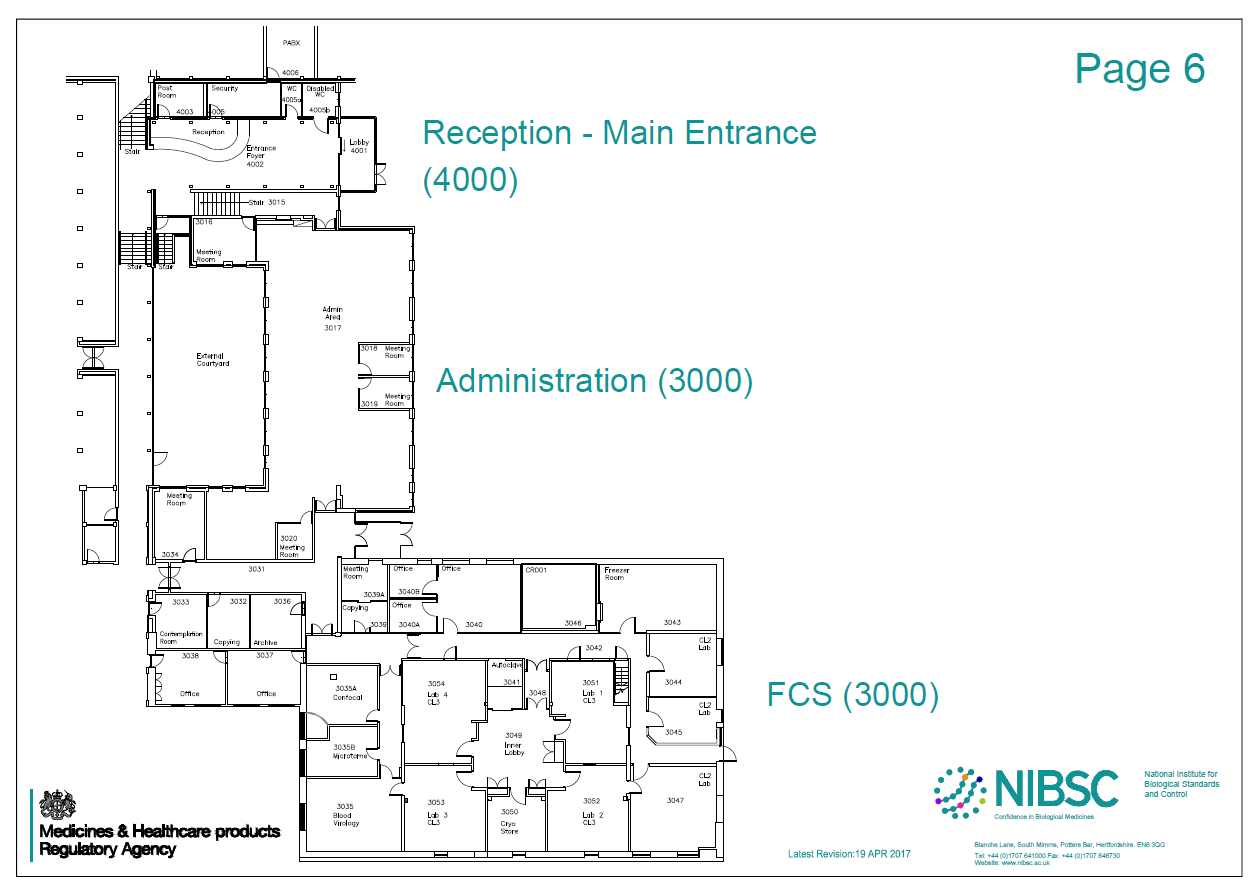 Page 6
PABX
4006
Post
Room
4003
Security
4005
WC
4005a
Disabled
WC
4005b
Reception
Entrance
Foyer
4002
Lobby
4001
Stair
Reception - Main Entrance
(4000)
Stair 3015
3016
Meeting
Room
Stair
Stair
Admin
Area
3017
External
Courtyard
3018 Meeting
Room
Meeting
3019 Room
Administration (3000)
Meeting
Room
3034
3020
Meeting
Room
3031
Meeting
Room
3039A
Office
3040B
Office
3040
CR001
3046
Freezer
Room
3043
Copying
3039
Office
3040A
3033
Contemplation
Room
3032
Copying
3036
Archive
3038
Office
3037
Office
3042
CL2
Lab
3044
3035A
Confocal
3054
Lab 4
CL3
Autoclave
3041
3048
3051
Lab 1
CL3
FCS (3000)
CL2
Lab
3045
3049
Inner
Lobby
3035B
Microtome
3035
Blood
Virology
3053
Lab 3
CL3
3050
Cryo
Store
3052
Lab 2
CL3
CL2
Lab
3047
Medicines & Healthcare products
Regulatory Agency
NIBSC
Confidence in Biological Medicines
National Institute for
Biological Standards
and Control
Latest Revision:19 APR 2017
Blanche Lane, South Mimms, Potters Bar, Hertfordshire. EN6 3QG
Tel: +44 (0)1707 641000 Fax: +44 (0)1707 646730
Website: www.nibsc.ac.uk